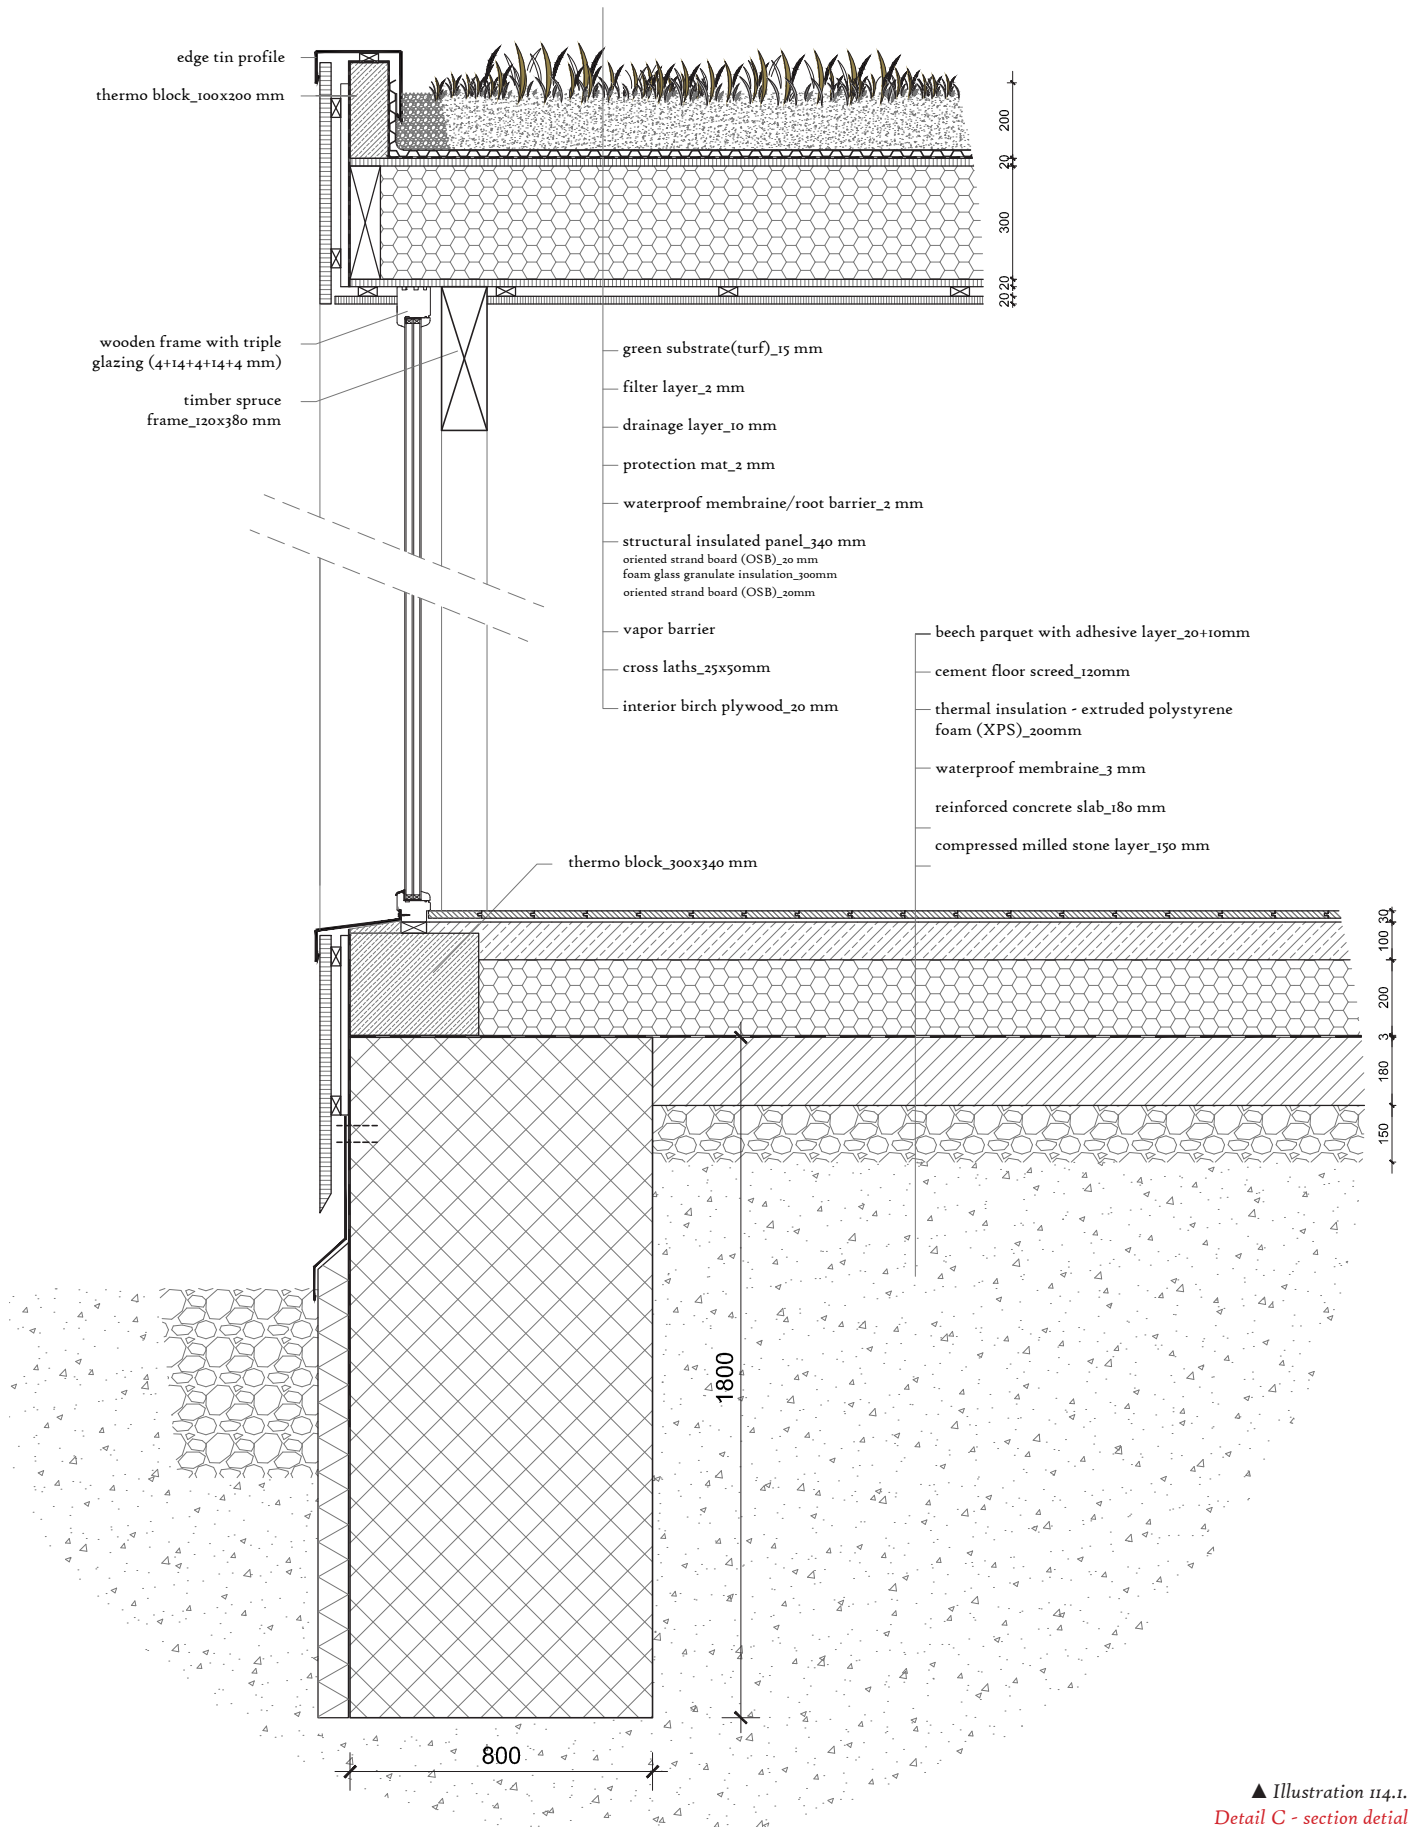 edge tin profile
thermo block_100x200 mm
200
20
300
20
20
wooden frame with triple
glazing (4+14+4+14+4 mm)
timber spruce
frame_120x380 mm
green substrate(turf)_15 mm
filter layer_2 mm
drainage layer_10 mm
protection mat_2 mm
waterproof membraine/root barrier_2 mm
structural insulated panel_340 mm
oriented strand board (OSB)_20 mm
foam glass granulate insulation_300mm
oriented strand board (OSB)_20mm
vapor barrier
cross laths_25x50mm
interior birch plywood_20 mm
beech parquet with adhesive layer_20+10mm
cement floor screed_120mm
thermal insulation - extruded polystyrene
foam (XPS)_200mm
waterproof membraine_3 mm
reinforced concrete slab_180 mm
compressed milled stone layer_150 mm
thermo block_300x340 mm
30
100
200
3
180
150
1800
800
▲ Illustration 114.1.
Detail C - section detial